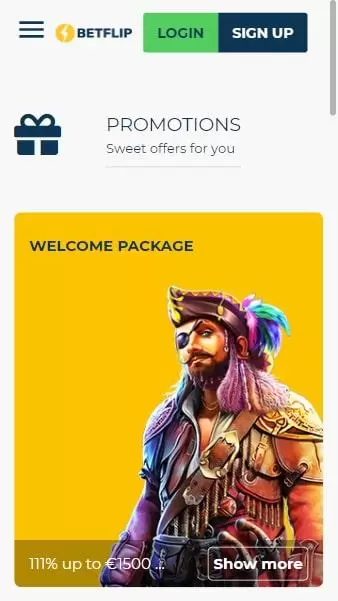 BETFLIP
LOGIN
SIGN UP
PROMOTIONS
Sweet offers for you
WELCOME PACKAGE
111% up to €1500 ...
Show more